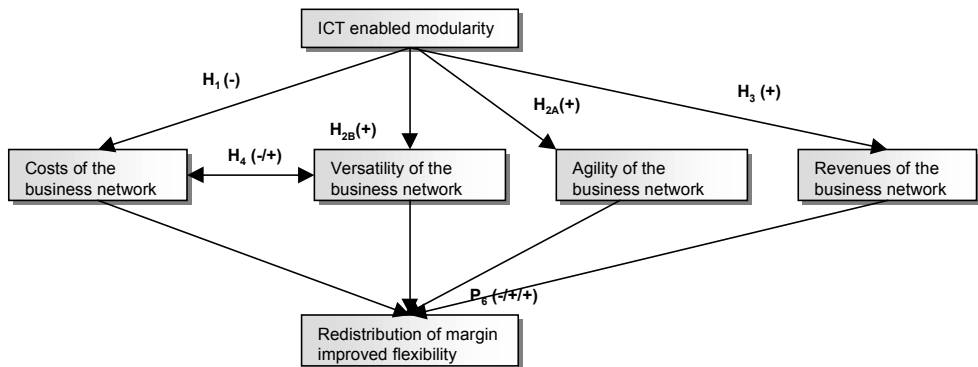 ICT enabled modularity
H1 (-)
H3 (+)
H2A(+)
H2B(+)
H4 (-/+)
Costs of the
business network
Versatility of the
business network
Agility of the
business network
Revenues of the
business network
P6 (-/+/+)
Redistribution of margin
improved flexibility